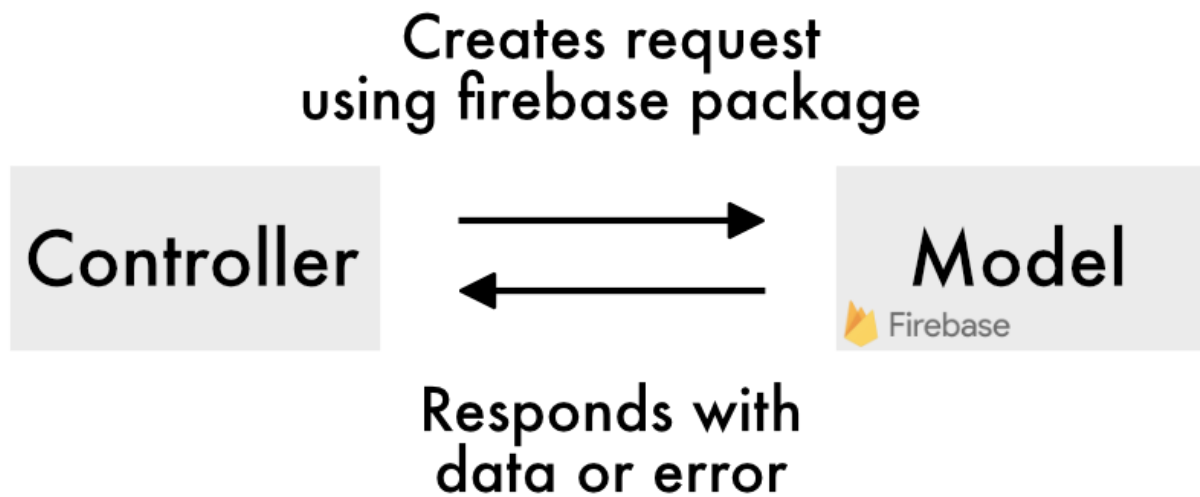 Creates request
using firebase package
Controller
Model
Firebase
Responds with
data or error